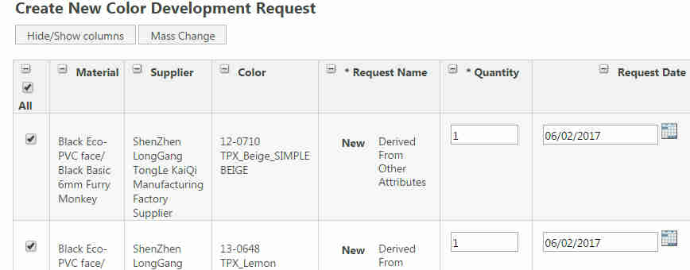 Create New Color Development Request
Hide/Show columns Mass Change
Material Supplier Color * Request Name * Quantity Request Date
All
Black Eco- ShenZhen 12-0710 New Derived 1 06/02/2017
PVC face/ LongGang TPX_Beige_SIMPLE From
Black Basic TongLe KaiQi BEIGE Other
6mm Furry Manufacturing Attributes
Monkey Factory
Supplier
Black Eco- ShenZhen 13-0648 New Derived 1 06/02/2017
PVC face/ LongGang TPX_Lemon From